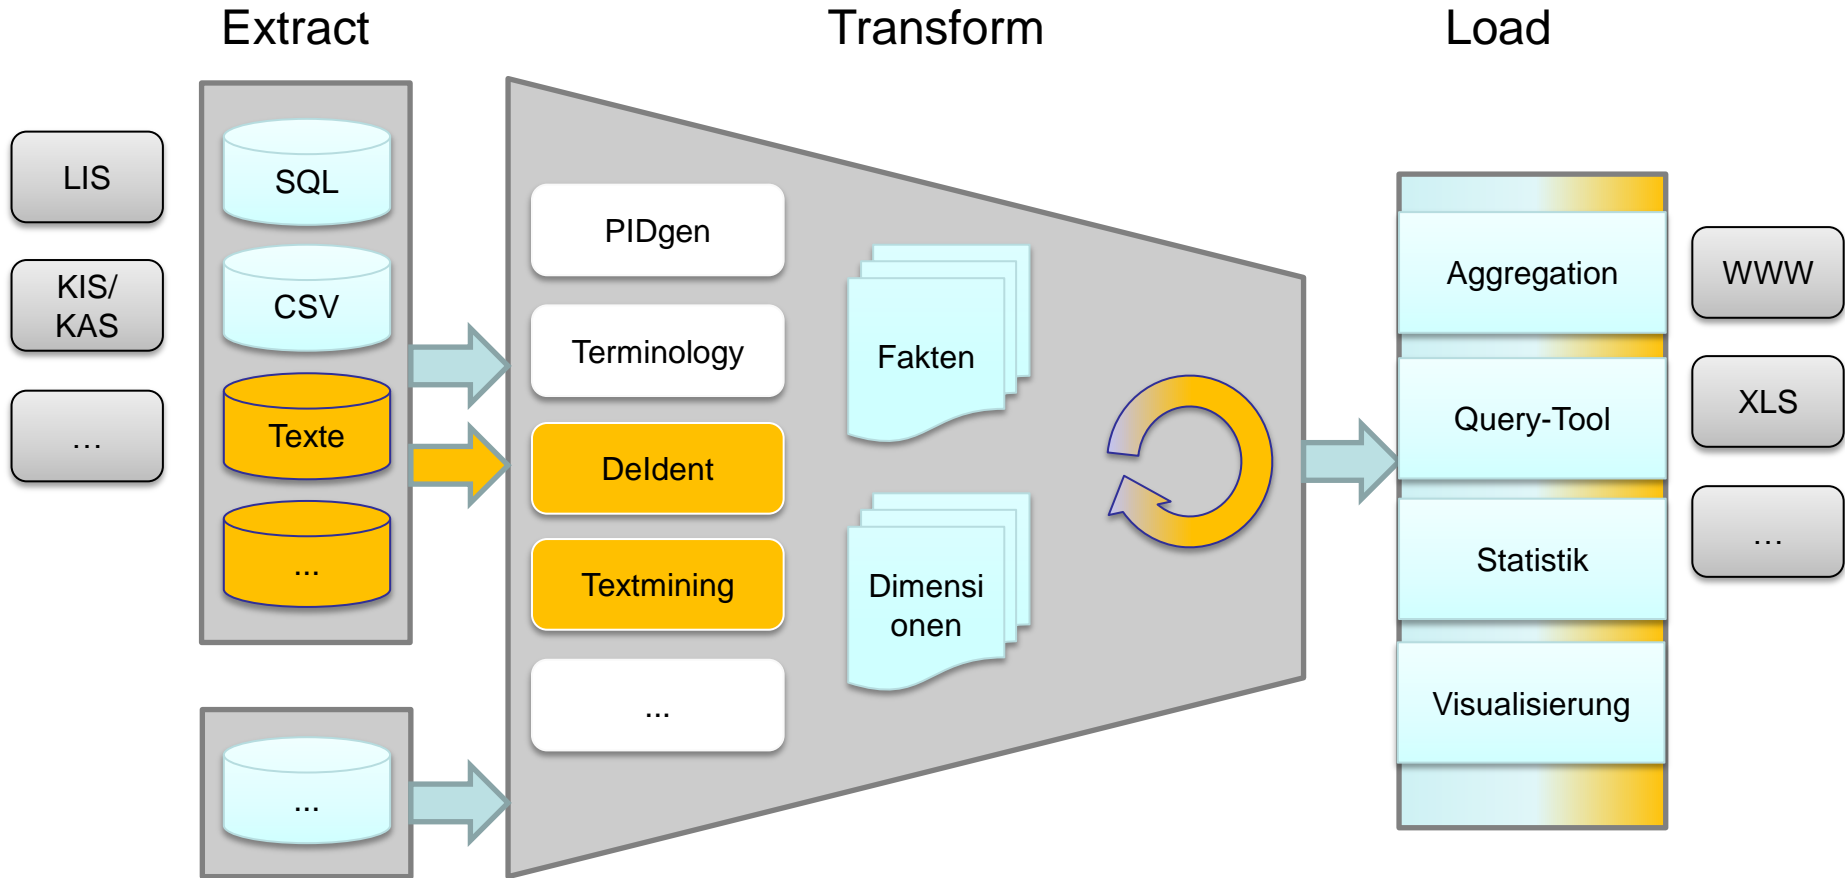 Extract
Transform
Load
LIS
KIS/
KAS
…
SQL
CSV
Texte
...
...
PIDgen
Terminology
DeIdent
Textmining
...
Fakten
Dimensi
onen
Aggregation
Query-Tool
Statistik
Visualisierung
WWW
XLS
…